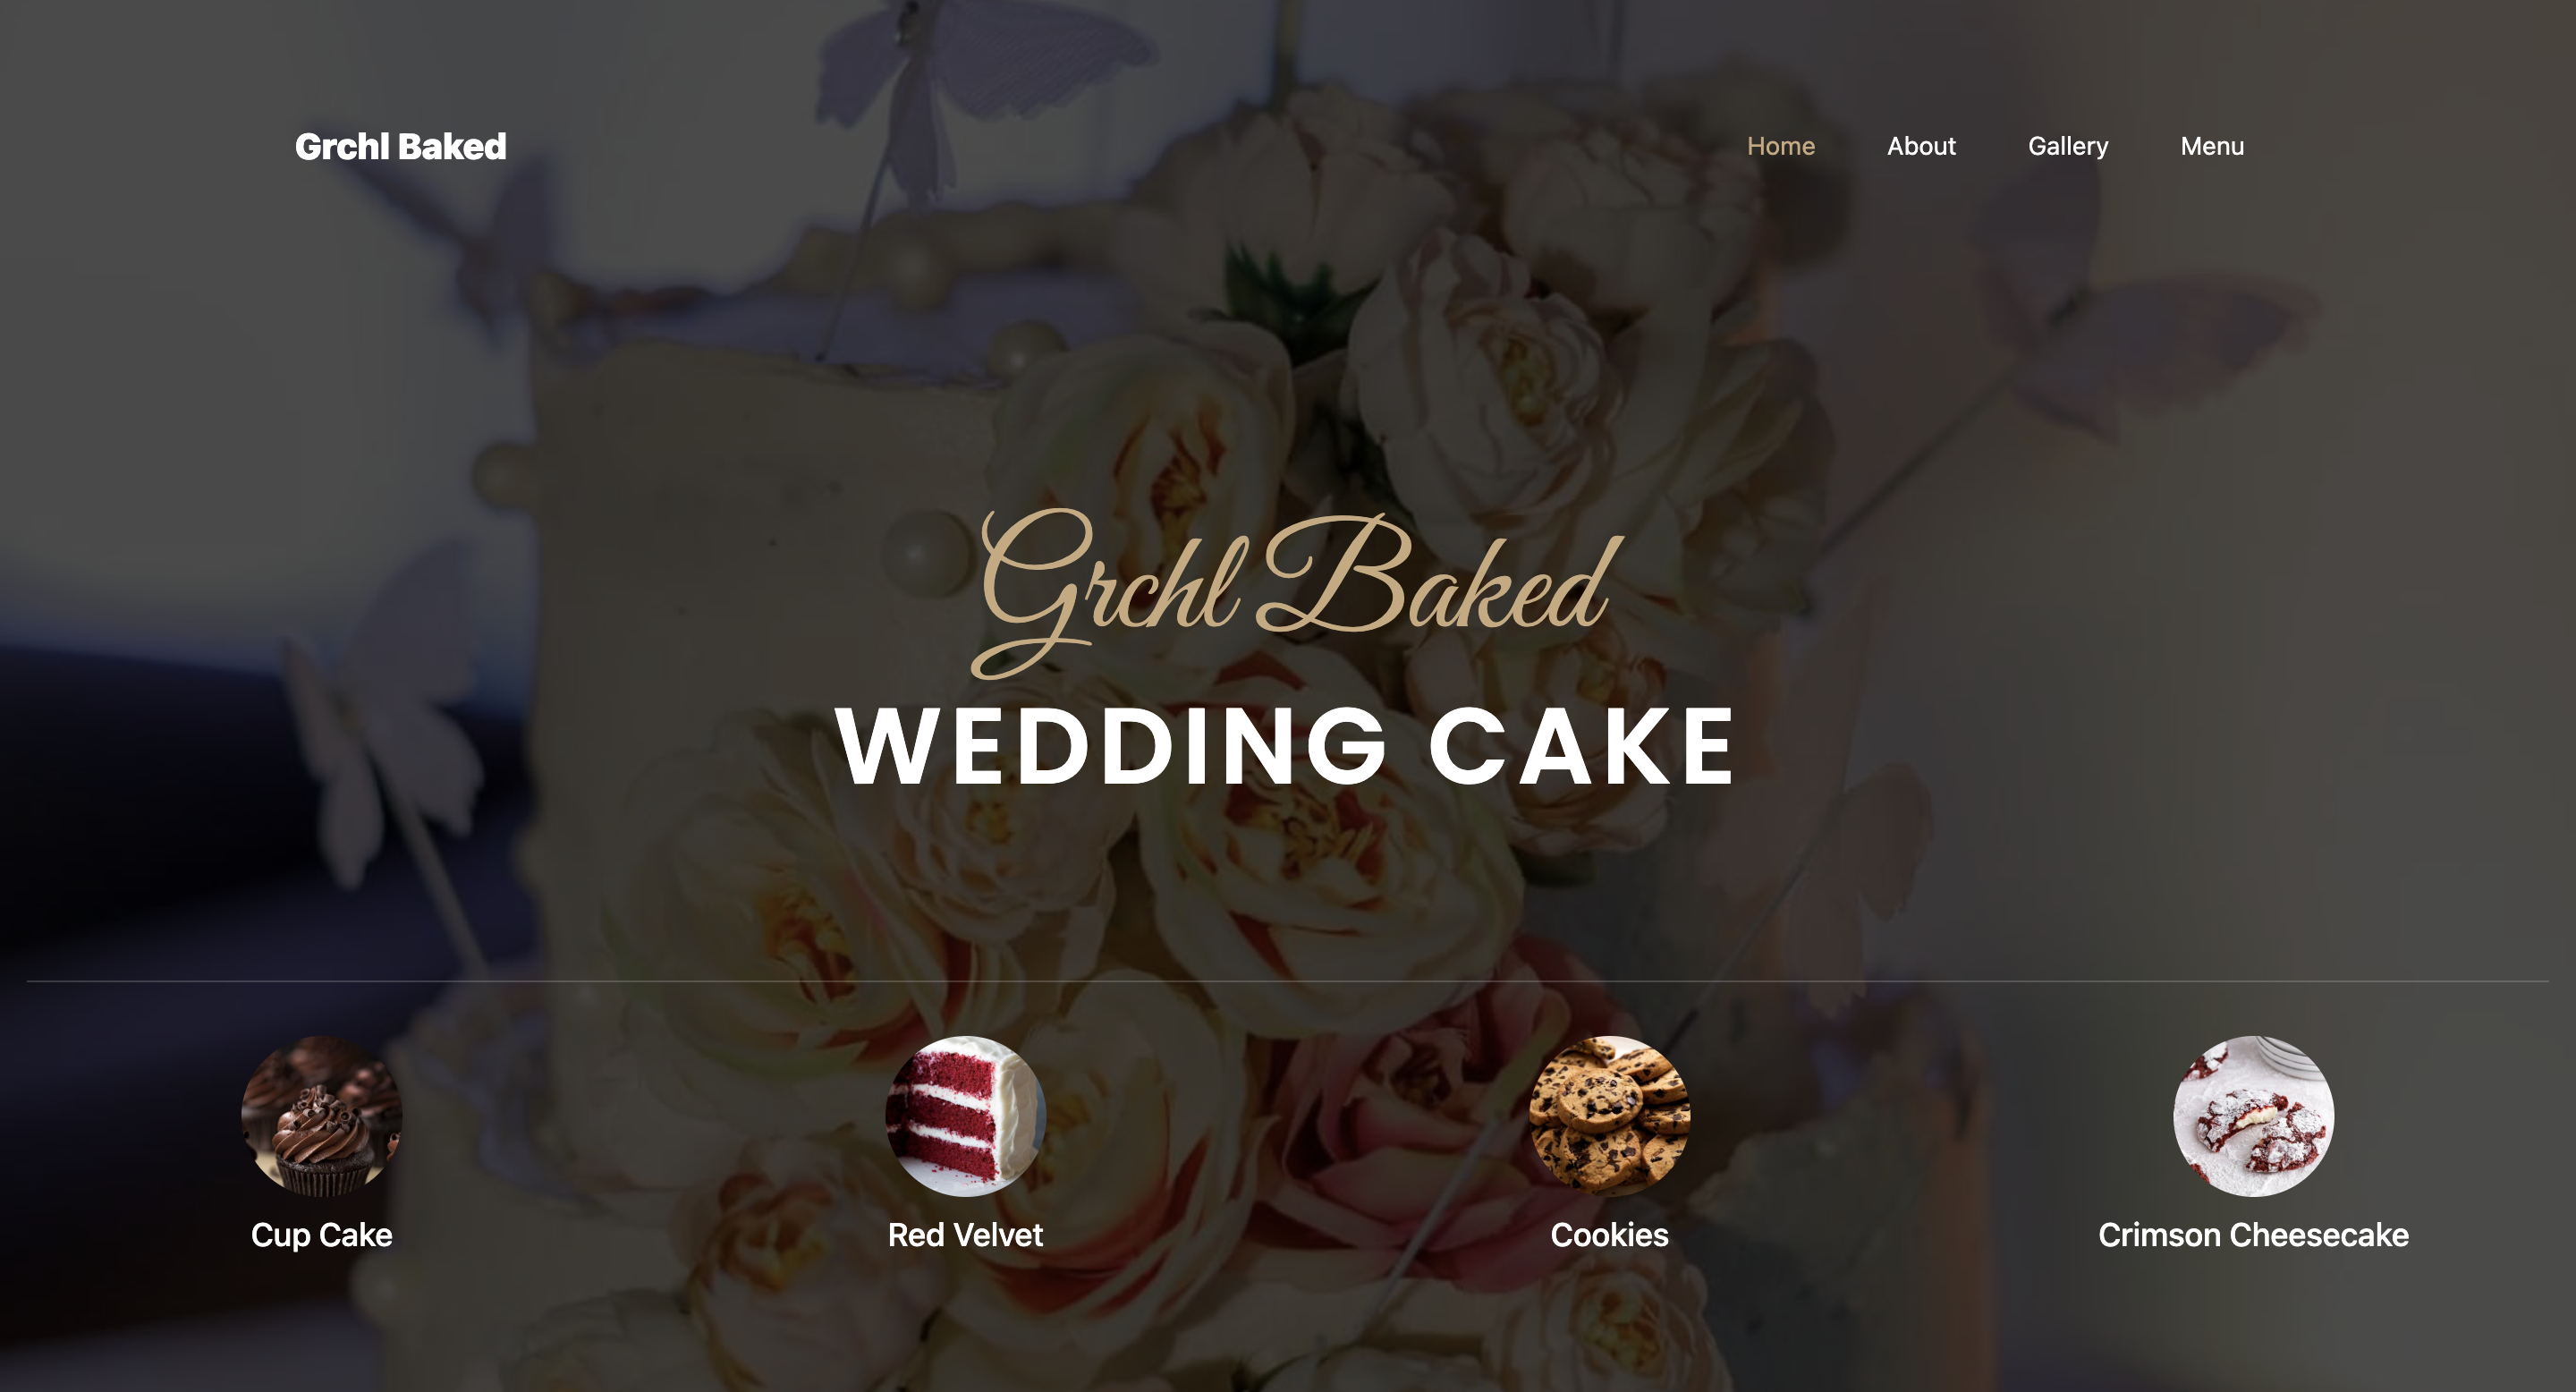 Grchl Baked
Home About Gallery Menu
Grchl Baked
WEDDING CAKE
Cup Cake
Red Velvet
Cookies
Crimson Cheesecake